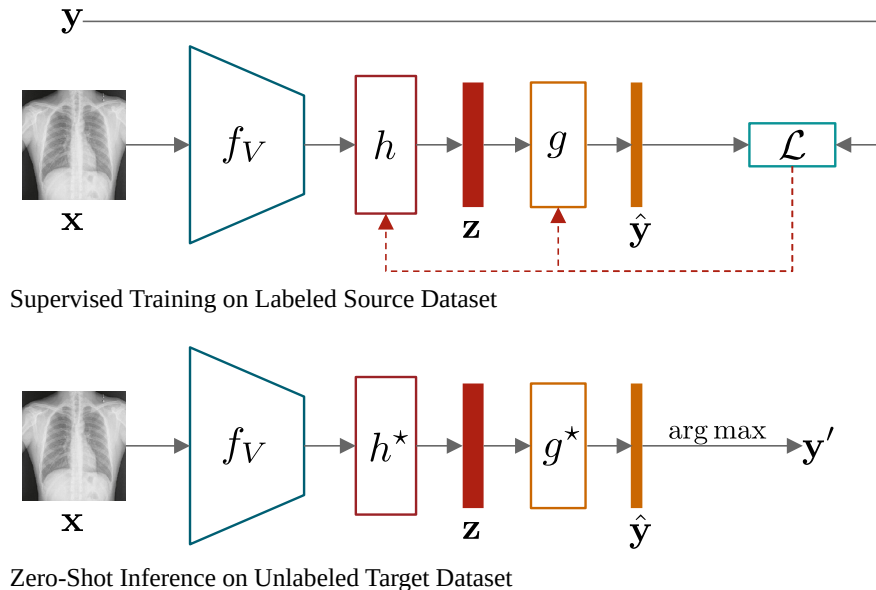 y
f_V h g 𝓛
x z ŷ
Supervised Training on Labeled Source Dataset
f_V h* g* arg max y′
x z ŷ
Zero-Shot Inference on Unlabeled Target Dataset